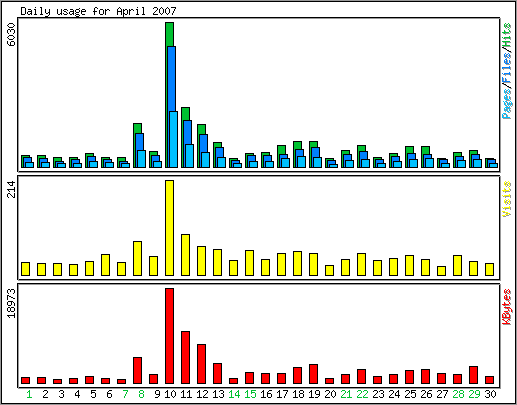 Daily usage for April 2007
6030
Pages/Files/Hits
214
Visits
18973
KBytes
1 2 3 4 5 6 7 8 9 10 11 12 13 14 15 16 17 18 19 20 21 22 23 24 25 26 27 28 29 30